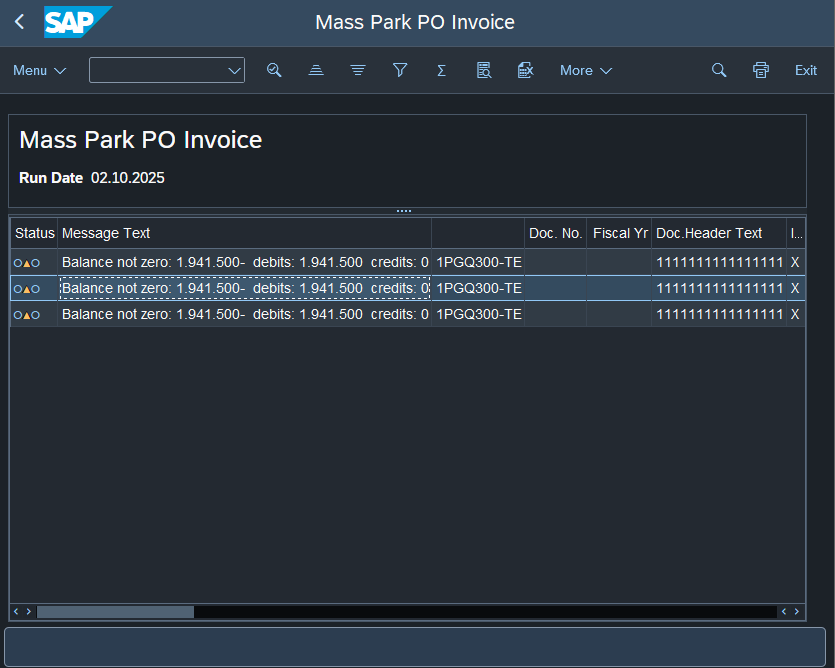 SAP Mass Park PO Invoice
Menu More Exit
Mass Park PO Invoice
Run Date 02.10.2025
Status Message Text Doc. No. Fiscal Yr Doc.Header Text I...
Balance not zero: 1.941.500- debits: 1.941.500 credits: 0 1PGQ300-TE 1111111111111111 X
Balance not zero: 1.941.500- debits: 1.941.500 credits: 0 1PGQ300-TE 1111111111111111 X
Balance not zero: 1.941.500- debits: 1.941.500 credits: 0 1PGQ300-TE 1111111111111111 X